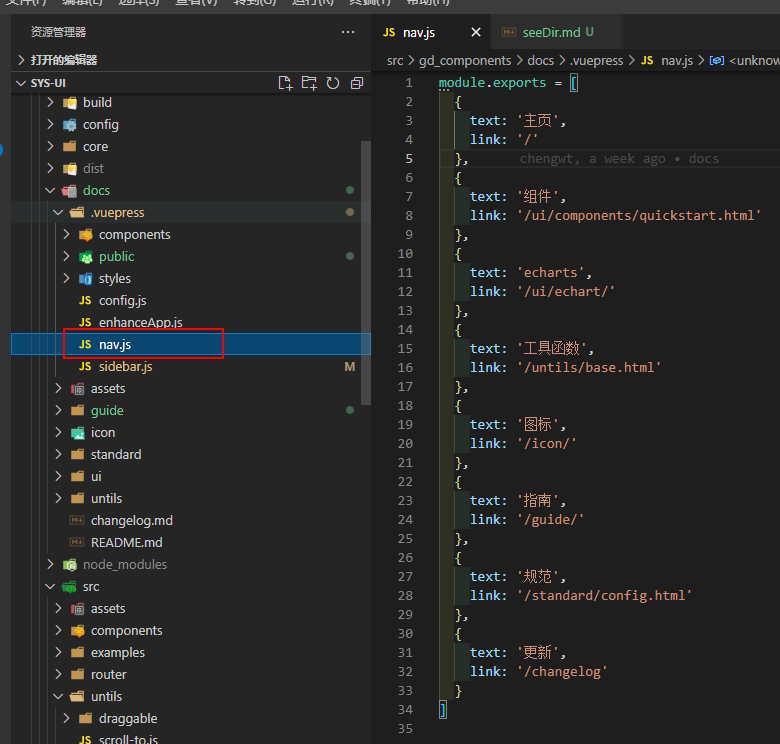 文件(F) 编辑(E) 选择(S) 查看(V) 转到(G) 运行(R) 终端(T) 帮助(H)
资源管理器 ···
打开的编辑器
SYS-UI
build
config
core
dist
docs
.vuepress
components
public
styles
config.js
enhanceApp.js
nav.js
sidebar.js M
assets
guide
icon
standard
ui
untils
changelog.md
README.md
node_modules
src
assets
components
examples
router
untils
draggable
scroll-to.js
JS nav.js × seeDir.md U
src > gd_components > docs > .vuepress > JS nav.js > <unknow
1 module.exports = [
2 {
3 text: '主页',
4 link: '/'
5 }, chengwt, a week ago • docs
6 {
7 text: '组件',
8 link: '/ui/components/quickstart.html'
9 },
10 {
11 text: 'echarts',
12 link: '/ui/echart/'
13 },
14 {
15 text: '工具函数',
16 link: '/untils/base.html'
17 },
18 {
19 text: '图标',
20 link: '/icon/'
21 },
22 {
23 text: '指南',
24 link: '/guide/'
25 },
26 {
27 text: '规范',
28 link: '/standard/config.html'
29 },
30 {
31 text: '更新',
32 link: '/changelog'
33 }
34 ]
35